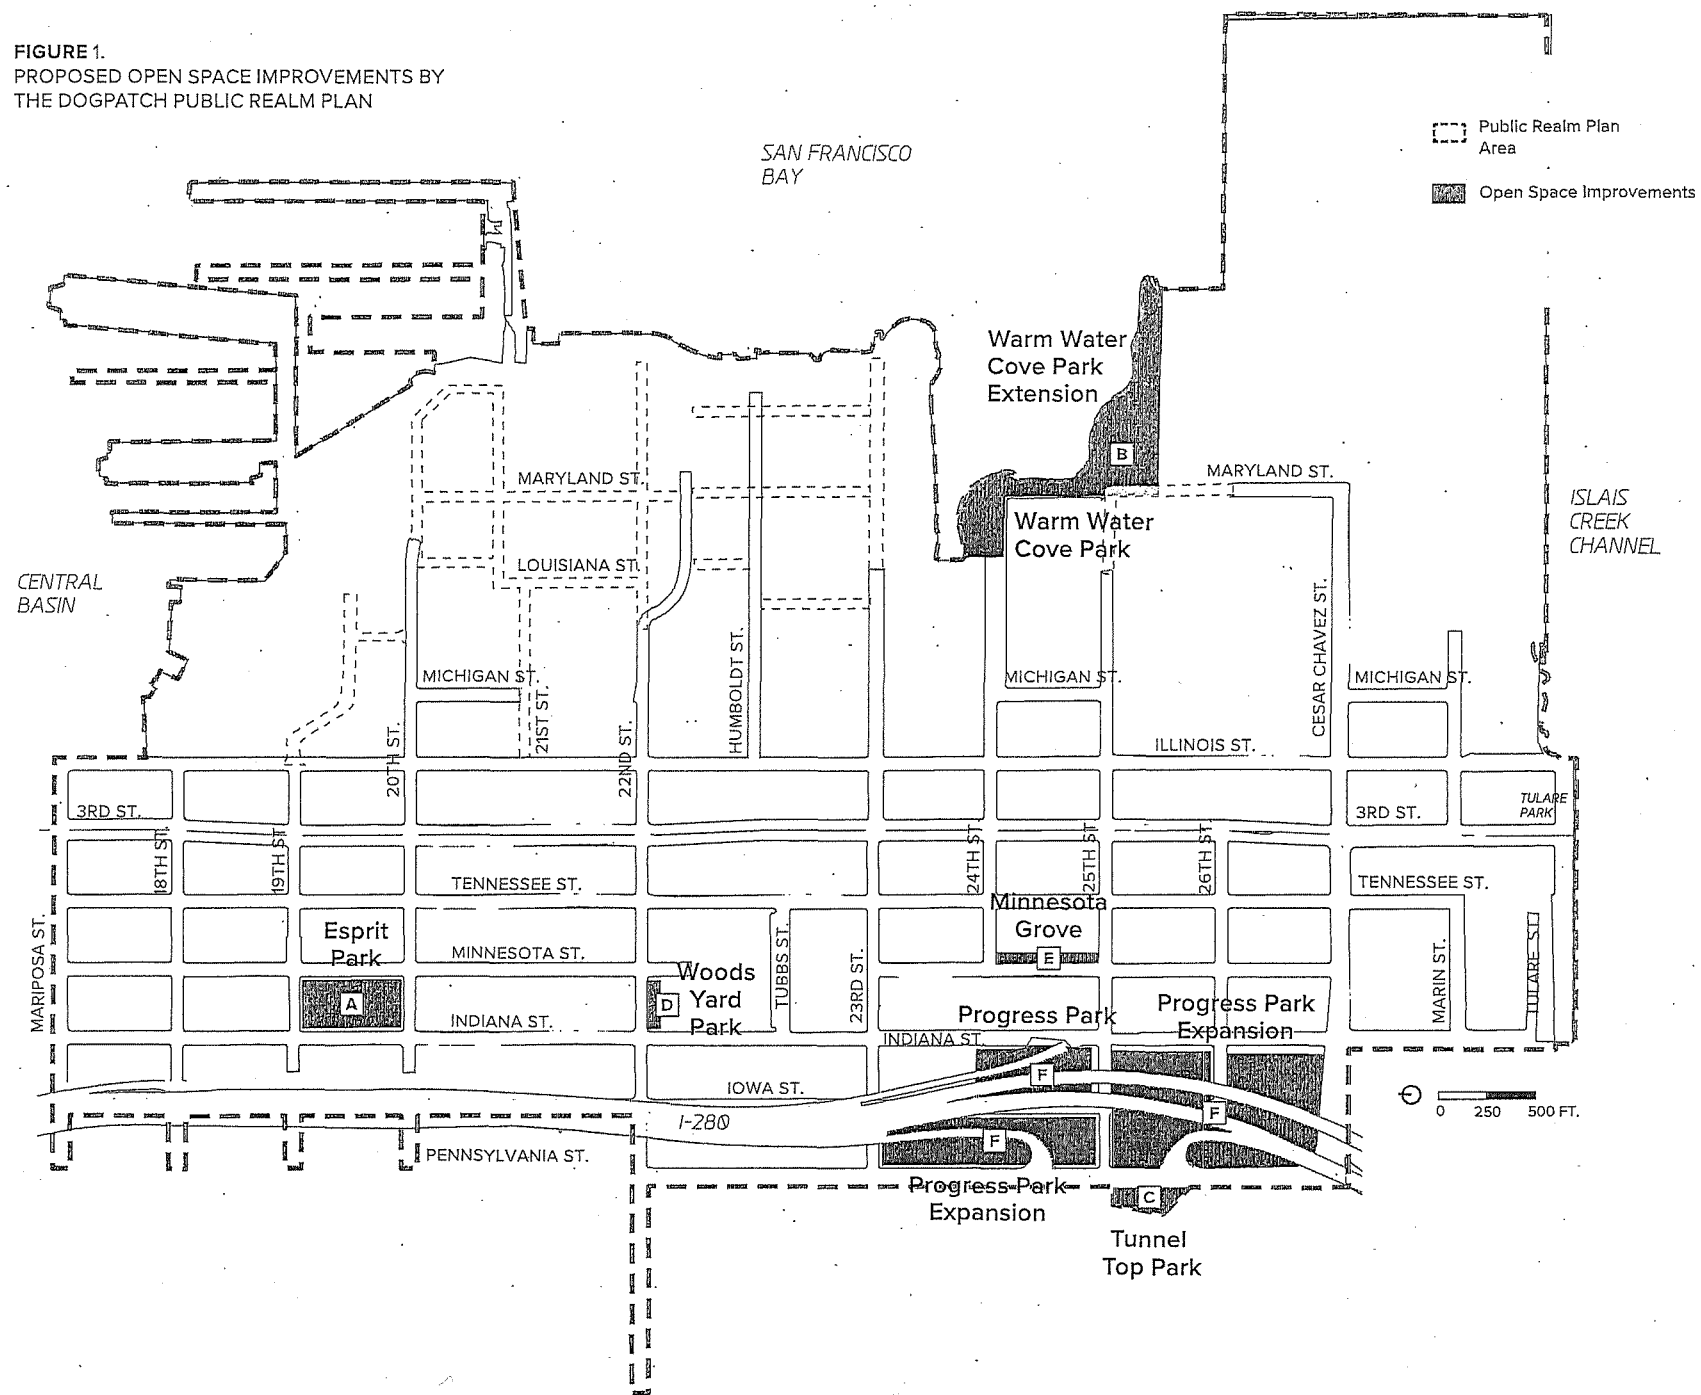 FIGURE 1.
PROPOSED OPEN SPACE IMPROVEMENTS BY
THE DOGPATCH PUBLIC REALM PLAN
SAN FRANCISCO
BAY
Public Realm Plan
Area
Open Space Improvements
Warm Water
Cove Park
Extension
B
MARYLAND ST.
MARYLAND ST.
Warm Water
Cove Park
ISLAIS
CREEK
CHANNEL
CENTRAL
BASIN
LOUISIANA ST.
MICHIGAN ST.
MICHIGAN ST.
MICHIGAN ST.
20TH ST.
21ST ST.
22ND ST.
HUMBOLDT ST.
CESAR CHAVEZ ST.
ILLINOIS ST.
3RD ST.
3RD ST.
TULARE
PARK
18TH ST.
19TH ST.
24TH ST.
25TH ST.
26TH ST.
TENNESSEE ST.
TENNESSEE ST.
MARIPOSA ST.
Esprit
Park
A
MINNESOTA ST.
Woods
Yard
Park
D
TUBBS ST.
23RD ST.
Minnesota
Grove
E
MARIN ST.
TULARE ST.
INDIANA ST.
Progress Park
Progress Park
Expansion
INDIANA ST.
IOWA ST.
F
F
F
I-280
0 250 500 FT.
PENNSYLVANIA ST.
Progress Park
Expansion
C
Tunnel
Top Park